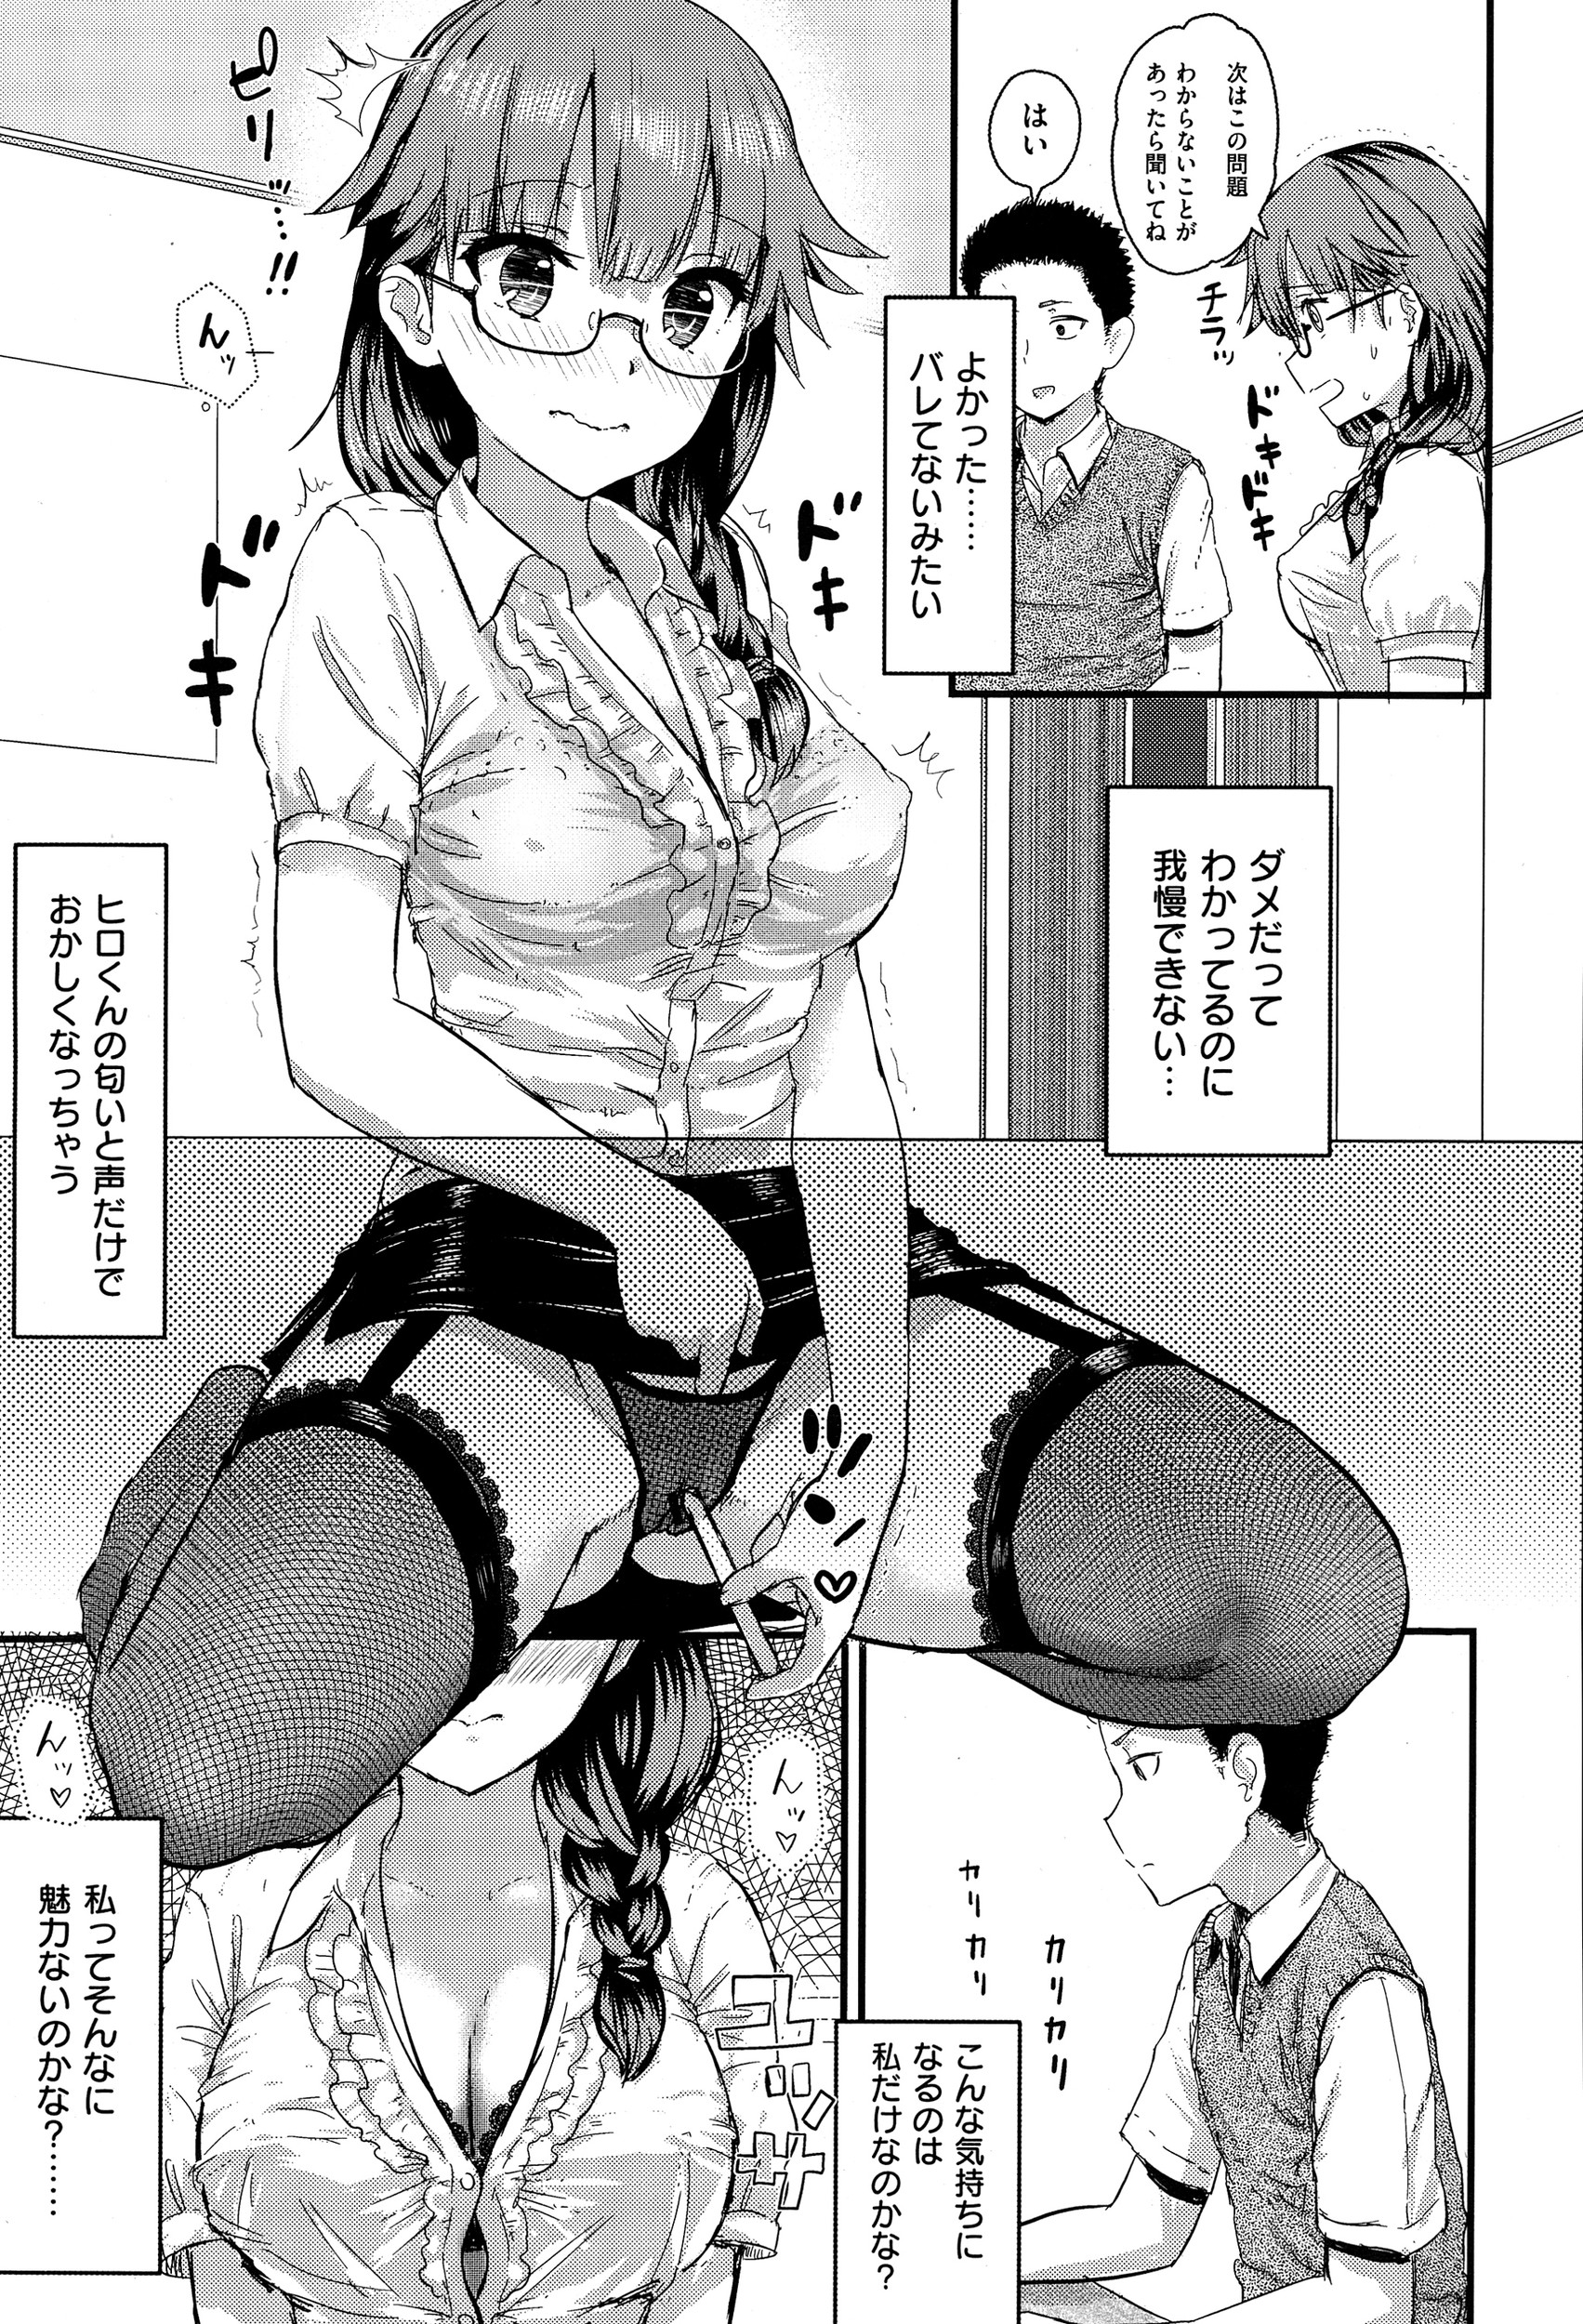 次はこの問題
わからないことが
あったら聞いてね
はい
チラッ
ドキドキ
よかった……
バレてないみたい
ピリッ…!!
んッ
ドキ
ドキ
ダメだって
わかってるのに
我慢できない…
ヒロくんの匂いと声だけで
おかしくなっちゃう
カリカリ
カリカリ
こんな気持ちに
なるのは
私だけなのかな?
んッ♡
んッ♡
私ってそんなに
魅力ないのかな?……